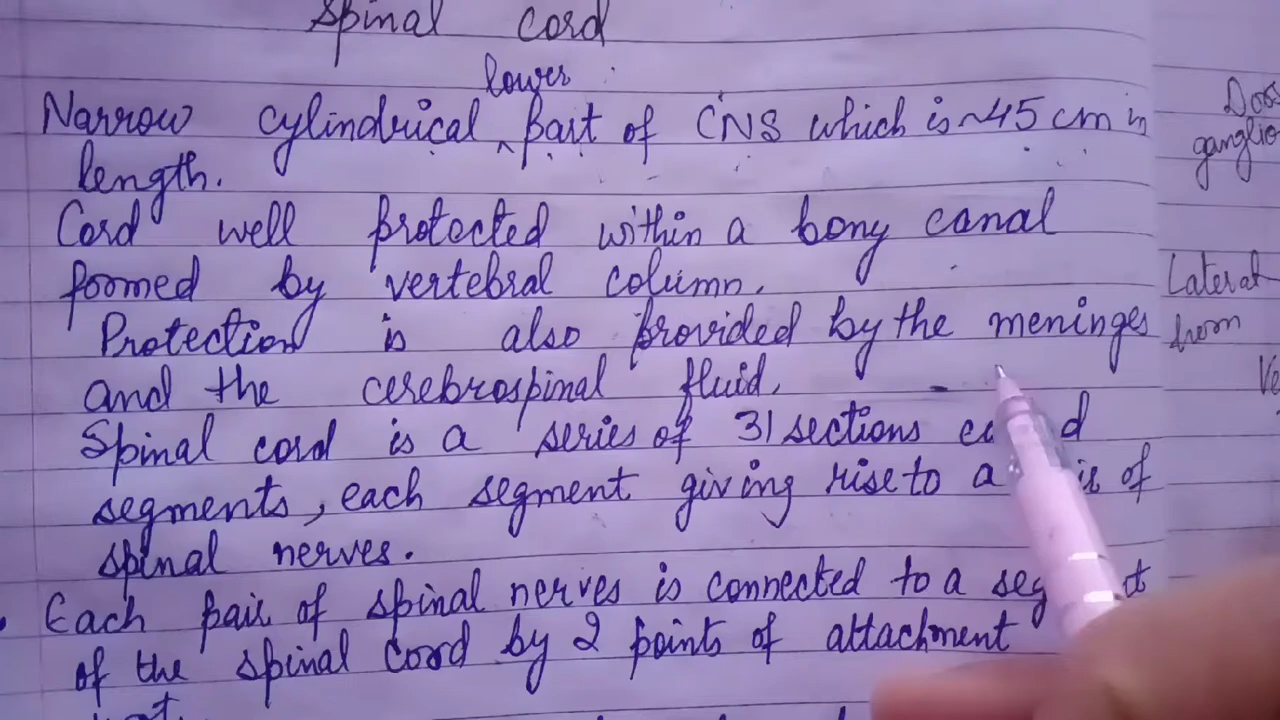 Spinal cord
lower
Narrow cylindrical ^ part of CNS which is ~45 cm in
length.
Cord well protected within a bony canal
formed by vertebral column.
Protection is also provided by the meninges
and the cerebrospinal fluid.
Spinal cord is a series of 31 sections
segments, each segment giving rise to a of
spinal nerves.
Each pair of spinal nerves is connected to a
of the spinal cord by 2 points of attachment
Lateral
from